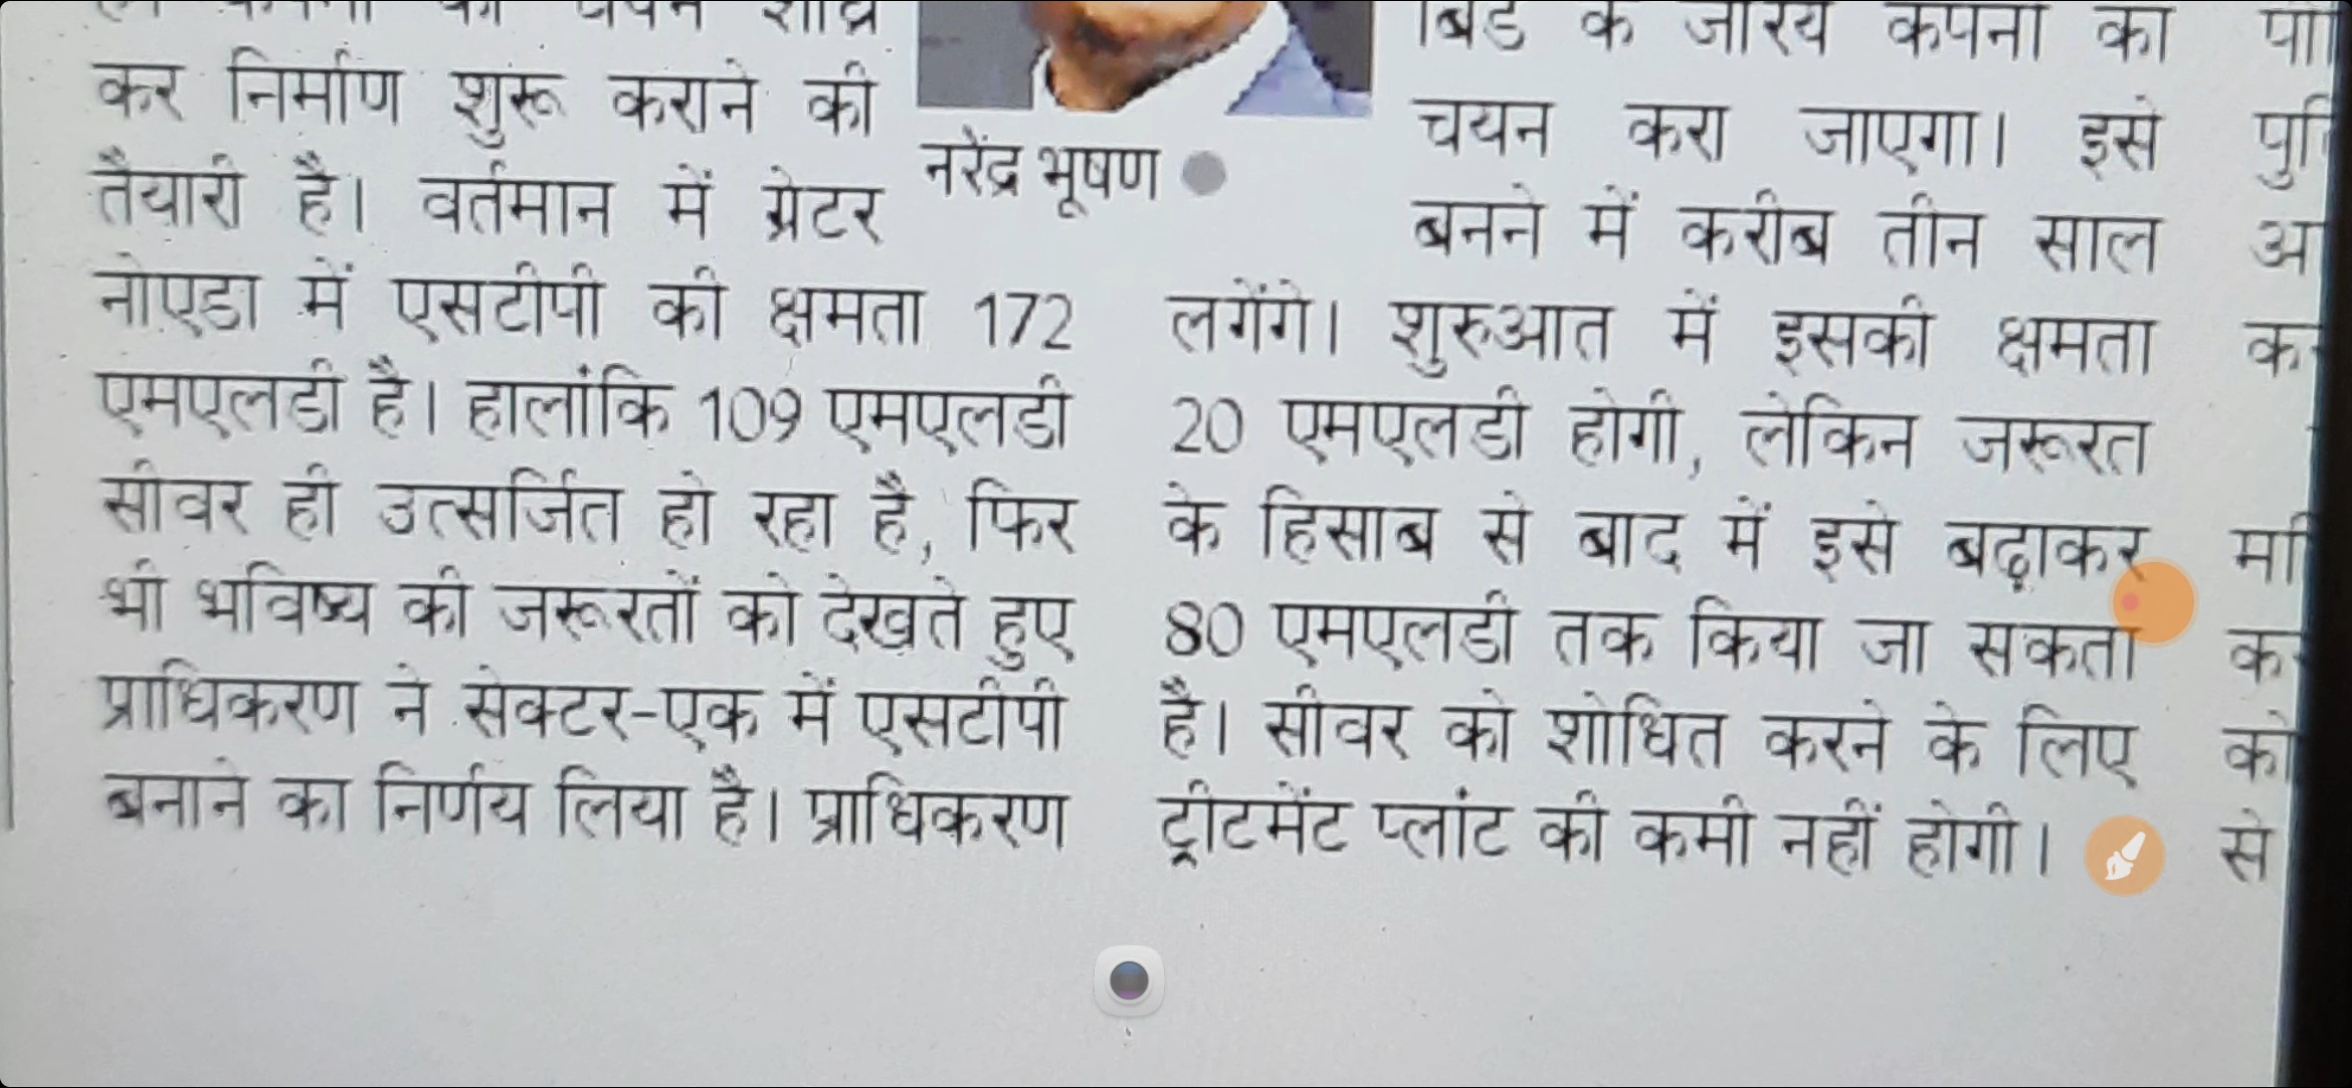 कर निर्माण शुरू कराने की
तैयारी है। वर्तमान में ग्रेटर
नोएडा में एसटीपी की क्षमता 172
एमएलडी है। हालांकि 109 एमएलडी
सीवर ही उत्सर्जित हो रहा है, फिर
भी भविष्य की जरूरतों को देखते हुए
प्राधिकरण ने सेक्टर-एक में एसटीपी
बनाने का निर्णय लिया है। प्राधिकरण
नरेंद्र भूषण
बिड के जरिये कंपनी का
चयन करा जाएगा। इसे
बनने में करीब तीन साल
लगेंगे। शुरुआत में इसकी क्षमता
20 एमएलडी होगी, लेकिन जरूरत
के हिसाब से बाद में इसे बढ़ाकर
80 एमएलडी तक किया जा सकता
है। सीवर को शोधित करने के लिए
ट्रीटमेंट प्लांट की कमी नहीं होगी।
को
से